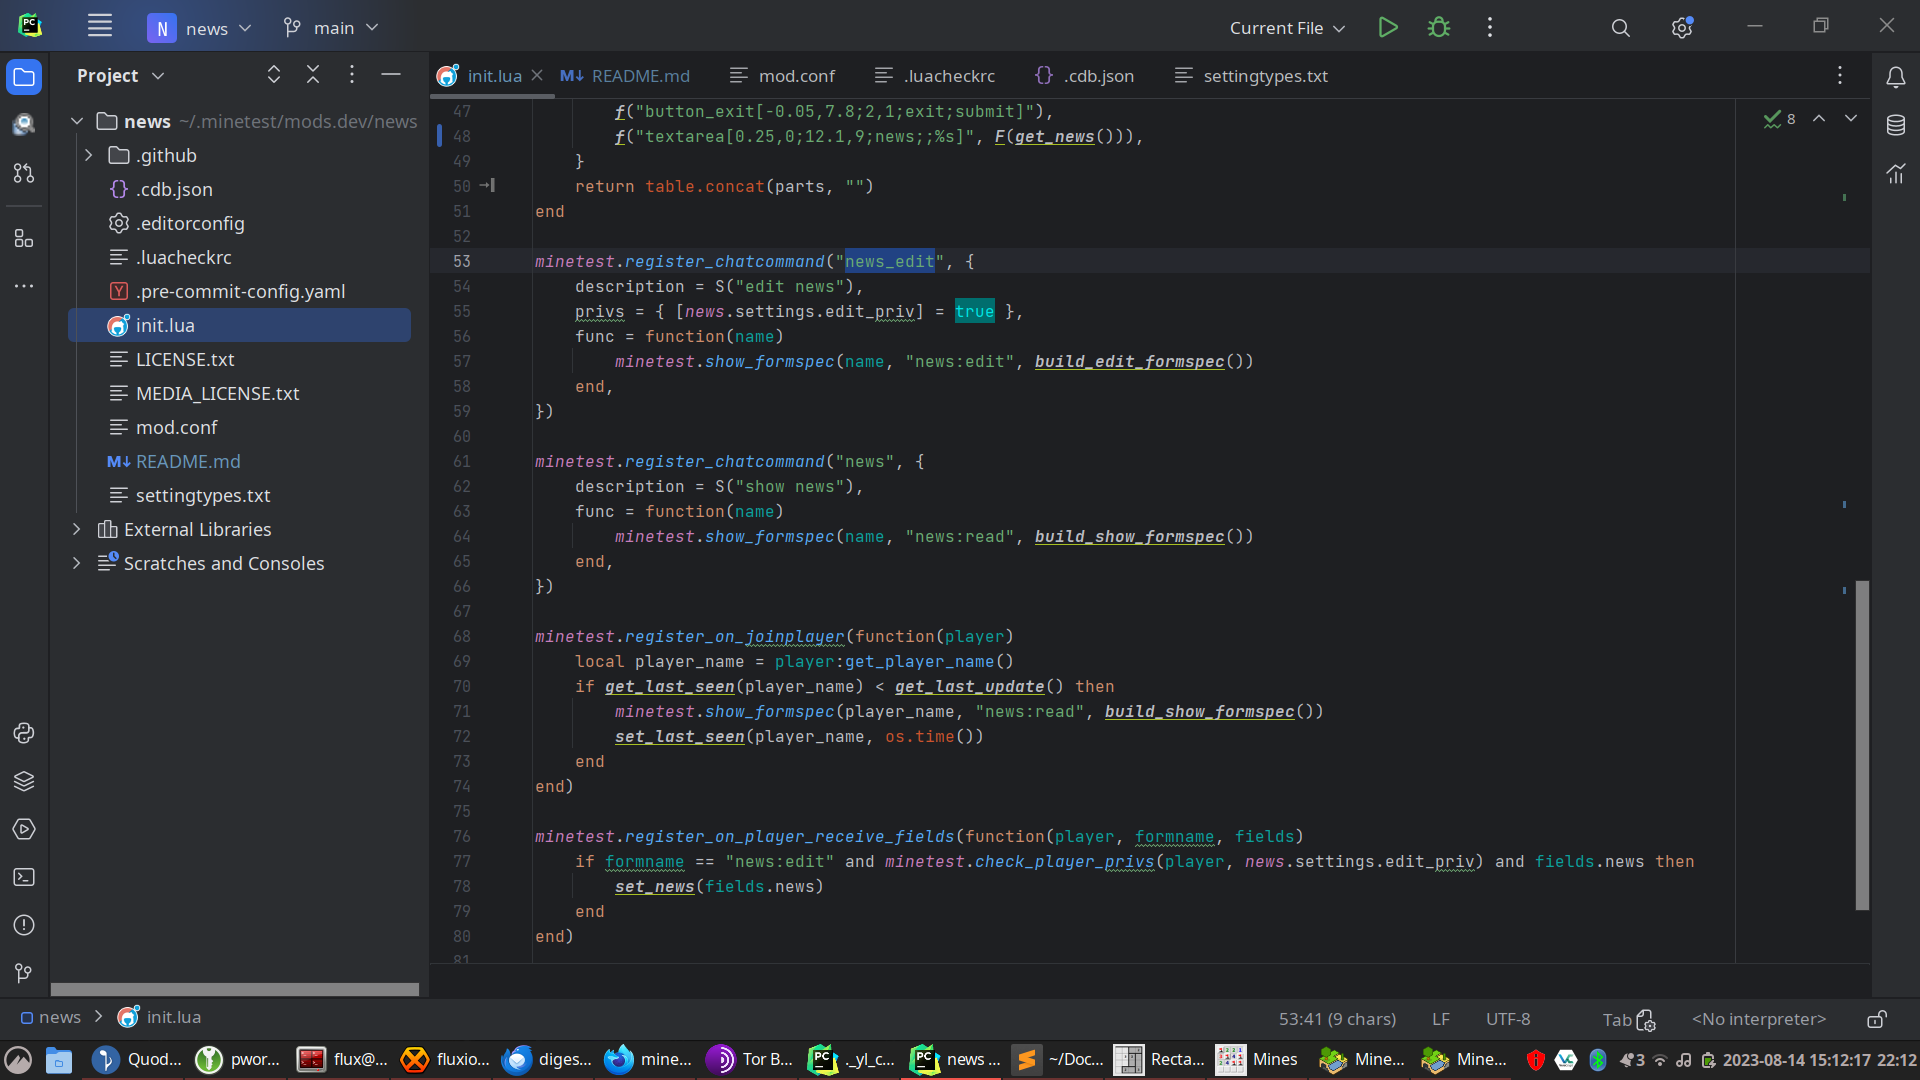 PC
N news main Current File
Project
init.lua
M↓ README.md
mod.conf
.luacheckrc
{} .cdb.json
settingtypes.txt
news ~/.minetest/mods.dev/news
.github
{} .cdb.json
.editorconfig
.luacheckrc
Y .pre-commit-config.yaml
init.lua
LICENSE.txt
MEDIA_LICENSE.txt
mod.conf
M↓ README.md
settingtypes.txt
External Libraries
Scratches and Consoles
8
47 f("button_exit[-0.05,7.8;2,1;exit;submit]"),
48 f("textarea[0.25,0;12.1,9;news;;%s]", F(get_news())),
49 }
50 return table.concat(parts, "")
51 end
52
53 minetest.register_chatcommand("news_edit", {
54 description = S("edit news"),
55 privs = { [news.settings.edit_priv] = true },
56 func = function(name)
57 minetest.show_formspec(name, "news:edit", build_edit_formspec())
58 end,
59 })
60
61 minetest.register_chatcommand("news", {
62 description = S("show news"),
63 func = function(name)
64 minetest.show_formspec(name, "news:read", build_show_formspec())
65 end,
66 })
67
68 minetest.register_on_joinplayer(function(player)
69 local player_name = player:get_player_name()
70 if get_last_seen(player_name) < get_last_update() then
71 minetest.show_formspec(player_name, "news:read", build_show_formspec())
72 set_last_seen(player_name, os.time())
73 end
74 end)
75
76 minetest.register_on_player_receive_fields(function(player, formname, fields)
77 if formname == "news:edit" and minetest.check_player_privs(player, news.settings.edit_priv) and fields.news then
78 set_news(fields.news)
79 end
80 end)
81
news > init.lua
53:41 (9 chars) LF UTF-8 Tab <No interpreter>
Quod... pwor... flux@... fluxio... diges... mine... Tor B... ._yl_c... news ... ~/Doc... Recta... Mines Mine... Mine... 3 2023-08-14 15:12:17 22:12